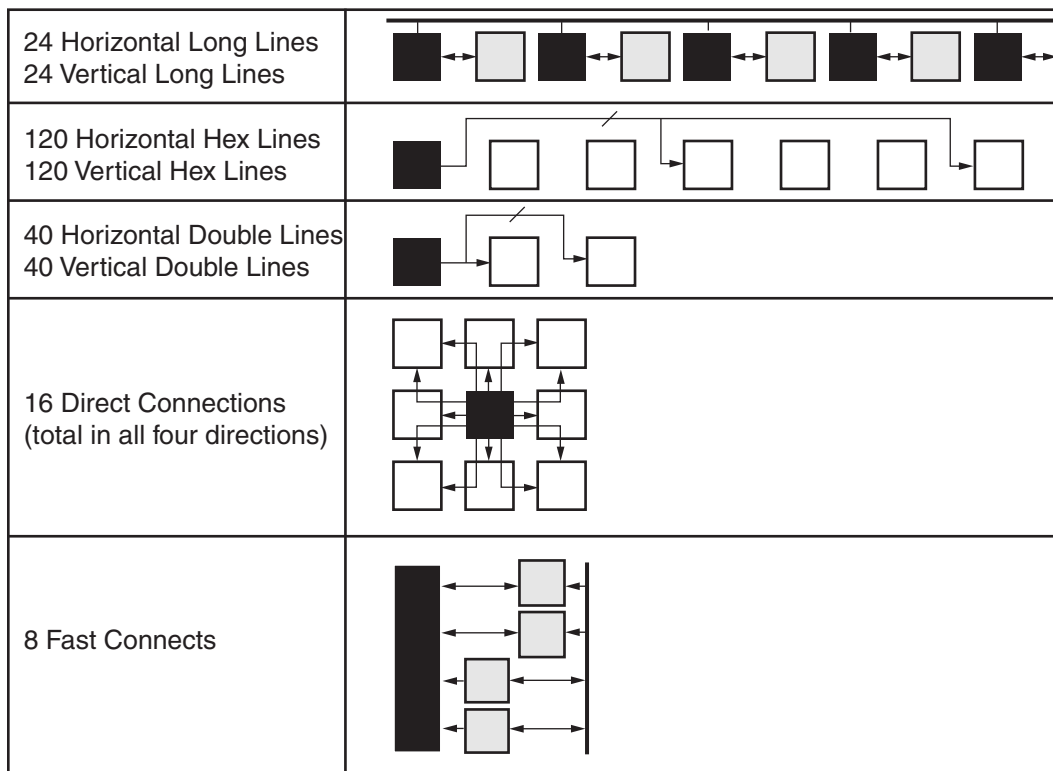 24 Horizontal Long Lines
24 Vertical Long Lines
120 Horizontal Hex Lines
120 Vertical Hex Lines
40 Horizontal Double Lines
40 Vertical Double Lines
16 Direct Connections
(total in all four directions)
8 Fast Connects